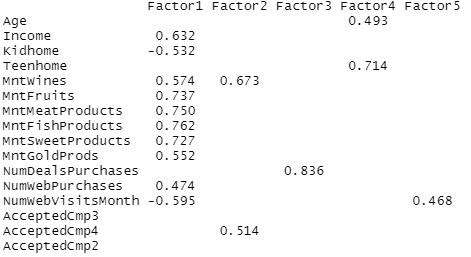 Factor1 Factor2 Factor3 Factor4 Factor5
Age 0.493
Income 0.632
Kidhome -0.532
Teenhome 0.714
MntWines 0.574 0.673
MntFruits 0.737
MntMeatProducts 0.750
MntFishProducts 0.762
MntSweetProducts 0.727
MntGoldProds 0.552
NumDealsPurchases 0.836
NumWebPurchases 0.474
NumWebVisitsMonth -0.595 0.468
AcceptedCmp3
AcceptedCmp4 0.514
AcceptedCmp2